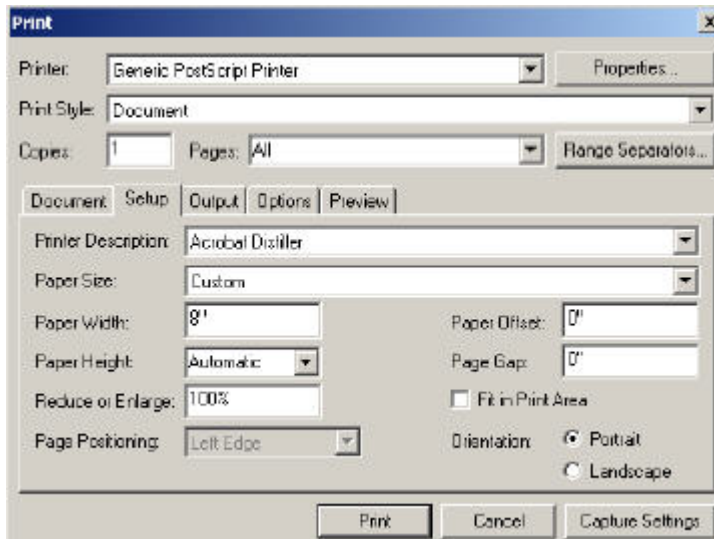 Print
Printer: Generic PostScript Printer Properties...
Print Style: Document
Copies: 1 Pages: All Range Separators...
Document Setup Output Options Preview
Printer Description: Acrobat Distiller
Paper Size: Custom
Paper Width: 8" Paper Offset: 0"
Paper Height: Automatic Page Gap: 0"
Reduce or Enlarge: 100% Fit in Print Area
Page Positioning: Left Edge Orientation: Portrait
Landscape
Print Cancel Capture Settings